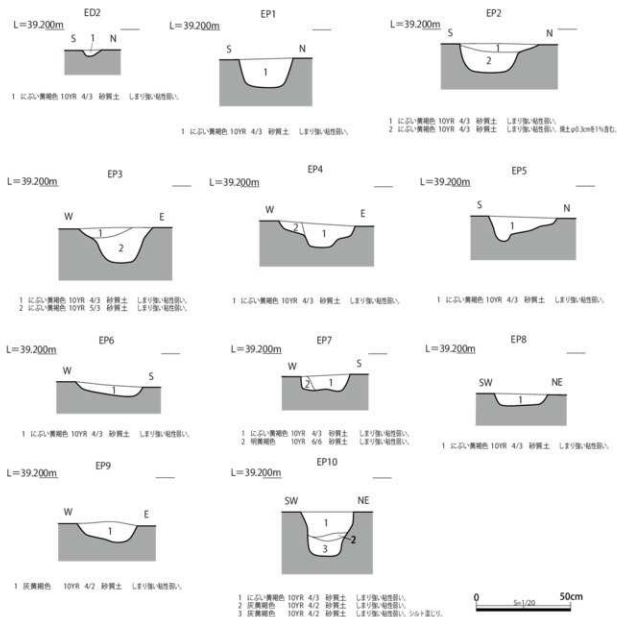 ED2
L=39.200m
S 1 N
1 にぶい黄褐色 10YR 4/3 砂質土 しまり強い粘性弱い。
EP1
L=39.200m
S N
1
1 にぶい黄褐色 10YR 4/3 砂質土 しまり強い粘性弱い。
EP2
L=39.200m
S N
1
2
1 にぶい黄褐色 10YR 4/3 砂質土 しまり強い粘性弱い。
2 にぶい黄褐色 10YR 4/3 砂質土 しまり強い粘性弱い。焼土φ0.3cmを1%含む。
EP3
L=39.200m
W E
1
2
1 にぶい黄褐色 10YR 4/3 砂質土 しまり強い粘性弱い。
2 にぶい黄褐色 10YR 5/3 砂質土 しまり強い粘性弱い。
EP4
L=39.200m
W E
2 1
1 にぶい黄褐色 10YR 4/3 砂質土 しまり強い粘性弱い。
EP5
L=39.200m
S N
1
1 にぶい黄褐色 10YR 4/3 砂質土 しまり強い粘性弱い。
EP6
L=39.200m
W S
1
1 にぶい黄褐色 10YR 4/3 砂質土 しまり強い粘性弱い。
EP7
L=39.200m
W S
2 1
1 にぶい黄褐色 10YR 4/3 砂質土 しまり強い粘性弱い。
2 明黄褐色 10YR 6/6 砂質土 しまり強い粘性弱い。
EP8
L=39.200m
SW NE
1
1 にぶい黄褐色 10YR 4/3 砂質土 しまり強い粘性弱い。
EP9
L=39.200m
W E
1
1 灰黄褐色 10YR 4/2 砂質土 しまり強い粘性弱い。
EP10
L=39.200m
SW NE
1
2
3
1 にぶい黄褐色 10YR 4/3 砂質土 しまり強い粘性弱い。
2 灰黄褐色 10YR 4/2 砂質土 しまり強い粘性弱い。
3 灰黄褐色 10YR 4/2 砂質土 しまり強い粘性弱い。シルト混じり。
0 50cm
S=1/20